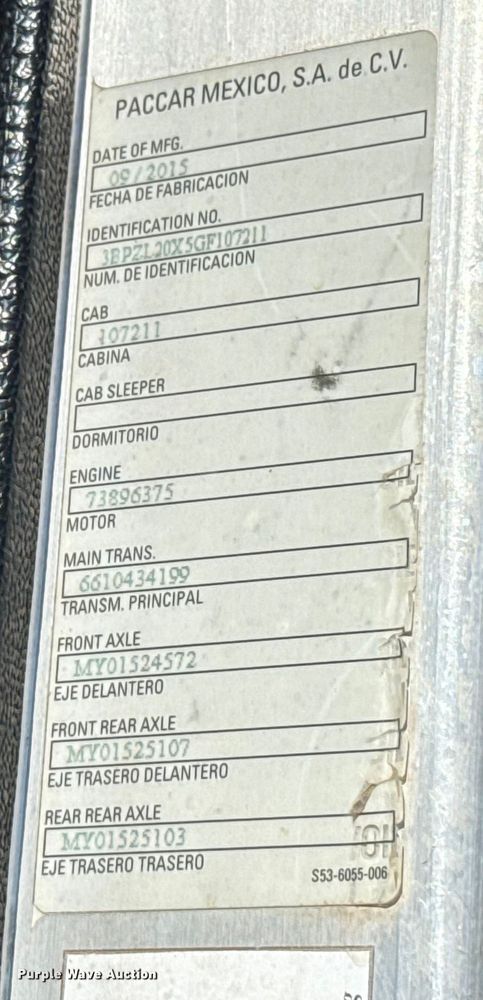 PACCAR MEXICO, S.A. de C.V.
DATE OF MFG.
09/2015
FECHA DE FABRICACION
IDENTIFICATION NO.
3BPZL20X5GF107211
NUM. DE IDENTIFICACION
CAB
107211
CABINA
CAB SLEEPER
DORMITORIO
ENGINE
73896375
MOTOR
MAIN TRANS.
6610434199
TRANSM. PRINCIPAL
FRONT AXLE
MY01524572
EJE DELANTERO
FRONT REAR AXLE
MY01525107
EJE TRASERO DELANTERO
REAR REAR AXLE
MY01525103
EJE TRASERO TRASERO
S53-6055-006
Purple Wave Auction